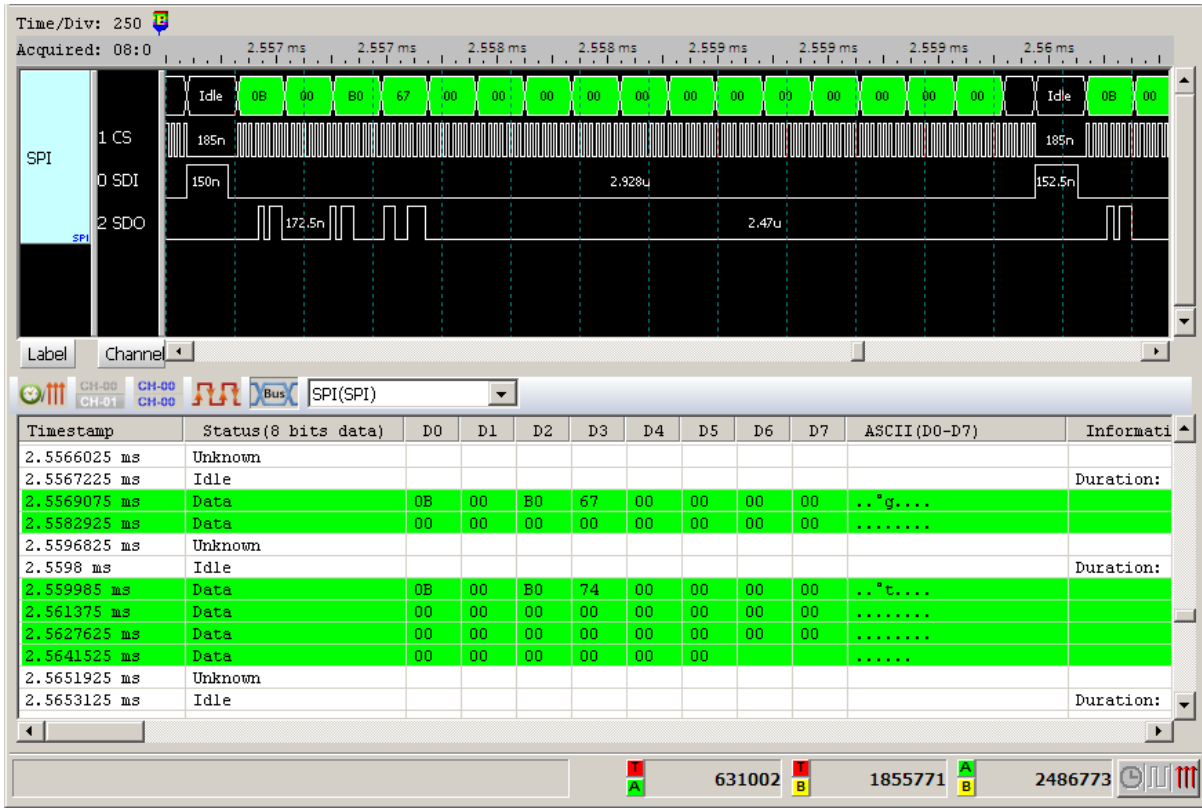 Time/Div: 250 B
Acquired: 08:0 2.557 ms 2.557 ms 2.558 ms 2.558 ms 2.559 ms 2.559 ms 2.559 ms 2.56 ms
Idle 0B 00 B0 67 00 00 00 00 00 00 00 00 00 00 00 00 Idle 0B 00
1 CS 185n 185n
SPI
0 SDI 150n 2.928u 152.5n
2 SDO 172.5n 2.47u
SPI
Label Channel
CH-00 CH-01 CH-00 CH-00 Bus SPI(SPI)
Timestamp Status(8 bits data) D0 D1 D2 D3 D4 D5 D6 D7 ASCII(D0-D7) Informati
2.5566025 ms Unknown
2.5567225 ms Idle Duration:
2.5569075 ms Data 0B 00 B0 67 00 00 00 00 ..°g....
2.5582925 ms Data 00 00 00 00 00 00 00 00 ........
2.5596825 ms Unknown
2.5598 ms Idle Duration:
2.559985 ms Data 0B 00 B0 74 00 00 00 00 ..°t....
2.561375 ms Data 00 00 00 00 00 00 00 00 ........
2.5627625 ms Data 00 00 00 00 00 00 00 00 ........
2.5641525 ms Data 00 00 00 00 00 00 ......
2.5651925 ms Unknown
2.5653125 ms Idle Duration:
T A 631002 T B 1855771 A B 2486773